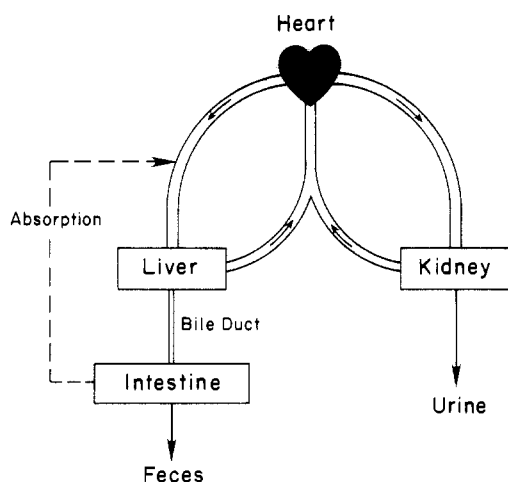 Heart
Absorption
Liver
Kidney
Bile Duct
Intestine
Urine
Feces